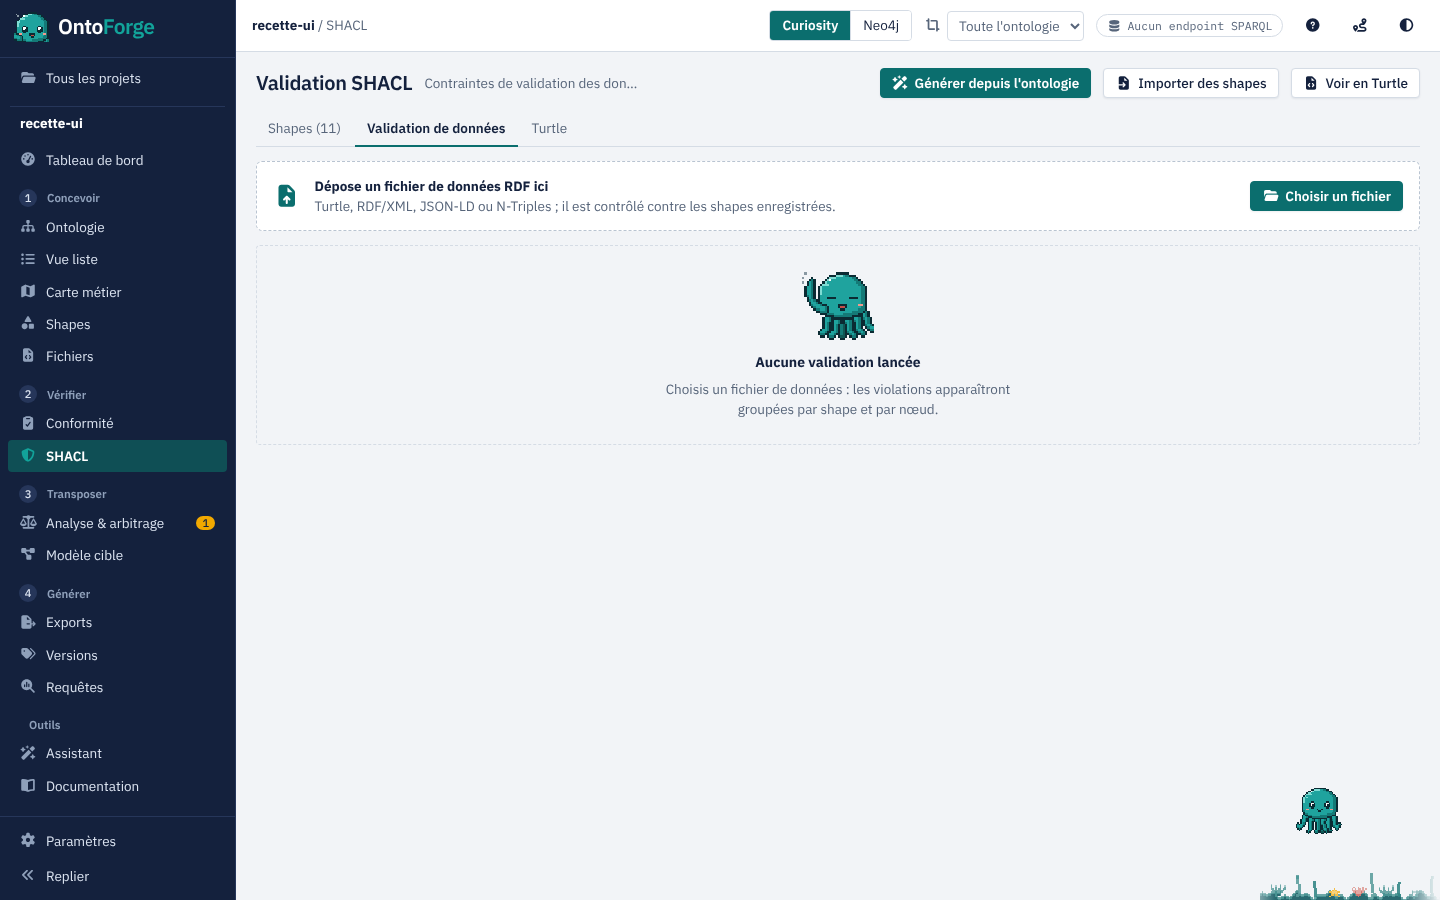 OntoForge
Tous les projets
recette-ui
Tableau de bord
1 Concevoir
Ontologie
Vue liste
Carte métier
Shapes
Fichiers
2 Vérifier
Conformité
SHACL
3 Transposer
Analyse & arbitrage 1
Modèle cible
4 Générer
Exports
Versions
Requêtes
Outils
Assistant
Documentation
Paramètres
Replier
recette-ui / SHACL
Curiosity Neo4j Toute l'ontologie Aucun endpoint SPARQL
Validation SHACL Contraintes de validation des don...
Générer depuis l'ontologie Importer des shapes Voir en Turtle
Shapes (11) Validation de données Turtle
Dépose un fichier de données RDF ici
Turtle, RDF/XML, JSON-LD ou N-Triples ; il est contrôlé contre les shapes enregistrées.
Choisir un fichier
Aucune validation lancée
Choisis un fichier de données : les violations apparaîtront
groupées par shape et par nœud.